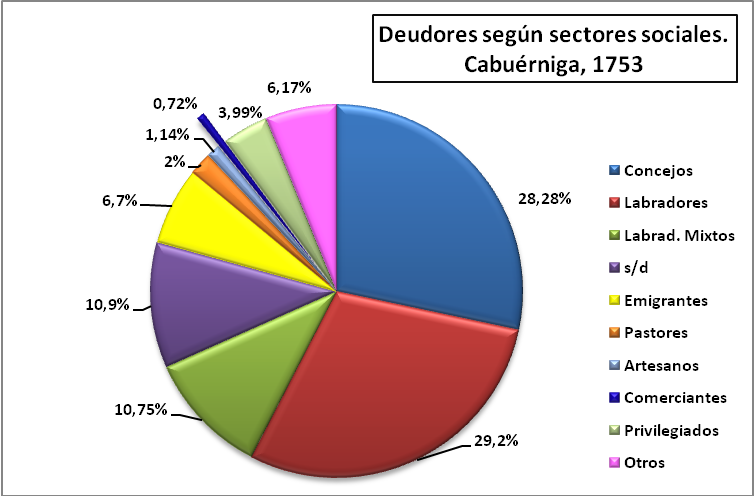 Deudores según sectores sociales.
Cabuérniga, 1753
6,17%
0,72%
3,99%
1,14%
2%
6,7%
28,28%
10,9%
10,75%
29,2%
Concejos
Labradores
Labrad. Mixtos
s/d
Emigrantes
Pastores
Artesanos
Comerciantes
Privilegiados
Otros